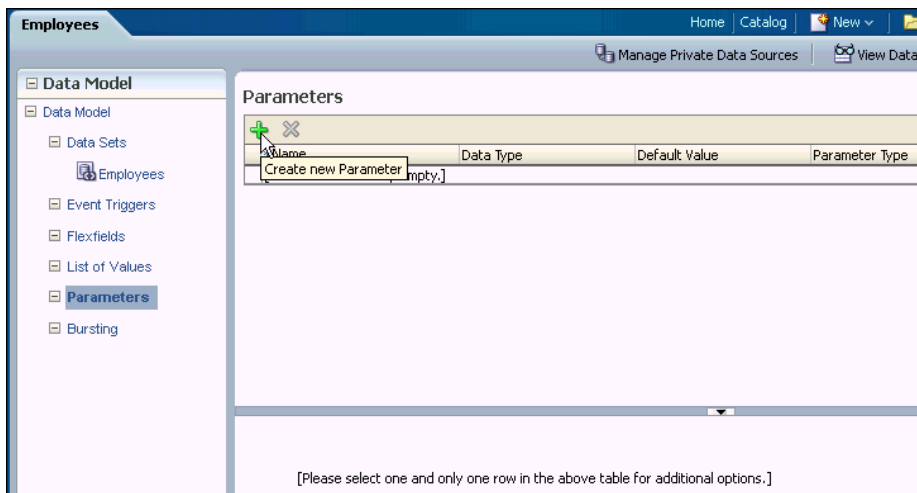 Employees
Home Catalog New
Manage Private Data Sources View Data
Data Model
Data Model
Data Sets
Employees
Event Triggers
Flexfields
List of Values
Parameters
Bursting
Parameters
Name Data Type Default Value Parameter Type
Create new Parameter
[Please select one and only one row in the above table for additional options.]